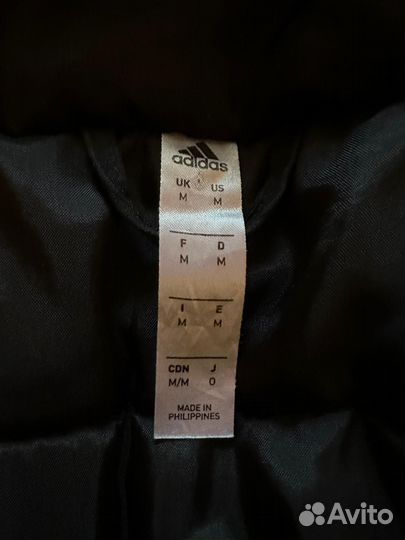 adidas
UK US
M M
F D
M M
I E
M M
CDN J
M/M O
MADE IN
PHILIPPINES
Avito